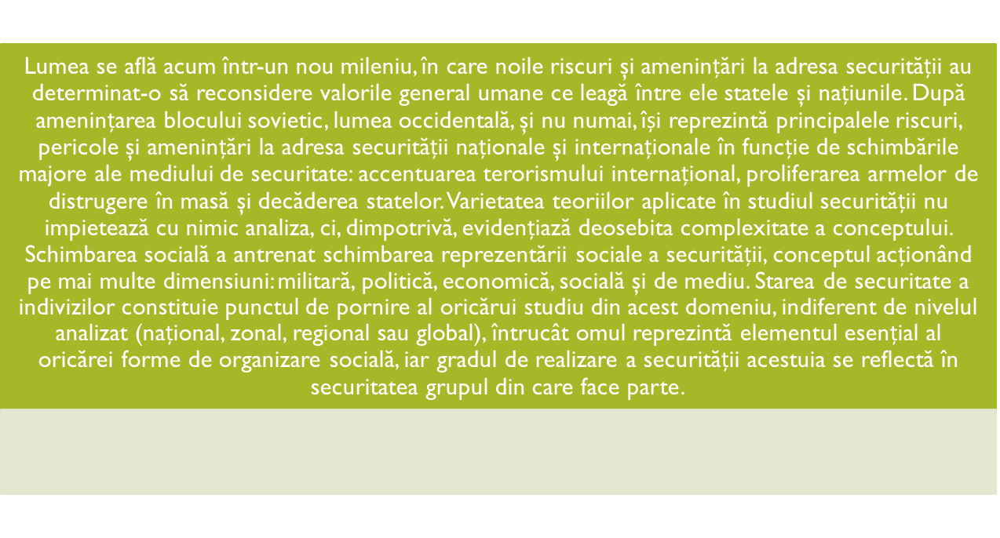 Lumea se află acum într-un nou mileniu, în care noile riscuri și amenințări la adresa securității au
determinat-o să reconsidere valorile general umane ce leagă între ele statele și națiunile. După
amenințarea blocului sovietic, lumea occidentală, și nu numai, își reprezintă principalele riscuri,
pericole și amenințări la adresa securității naționale și internaționale în funcție de schimbările
majore ale mediului de securitate: accentuarea terorismului internațional, proliferarea armelor de
distrugere în masă și decăderea statelor. Varietatea teoriilor aplicate în studiul securității nu
impietează cu nimic analiza, ci, dimpotrivă, evidențiază deosebita complexitate a conceptului.
Schimbarea socială a antrenat schimbarea reprezentării sociale a securității, conceptul acționând
pe mai multe dimensiuni: militară, politică, economică, socială și de mediu. Starea de securitate a
indivizilor constituie punctul de pornire al oricărui studiu din acest domeniu, indiferent de nivelul
analizat (național, zonal, regional sau global), întrucât omul reprezintă elementul esențial al
oricărei forme de organizare socială, iar gradul de realizare a securității acestuia se reflectă în
securitatea grupul din care face parte.